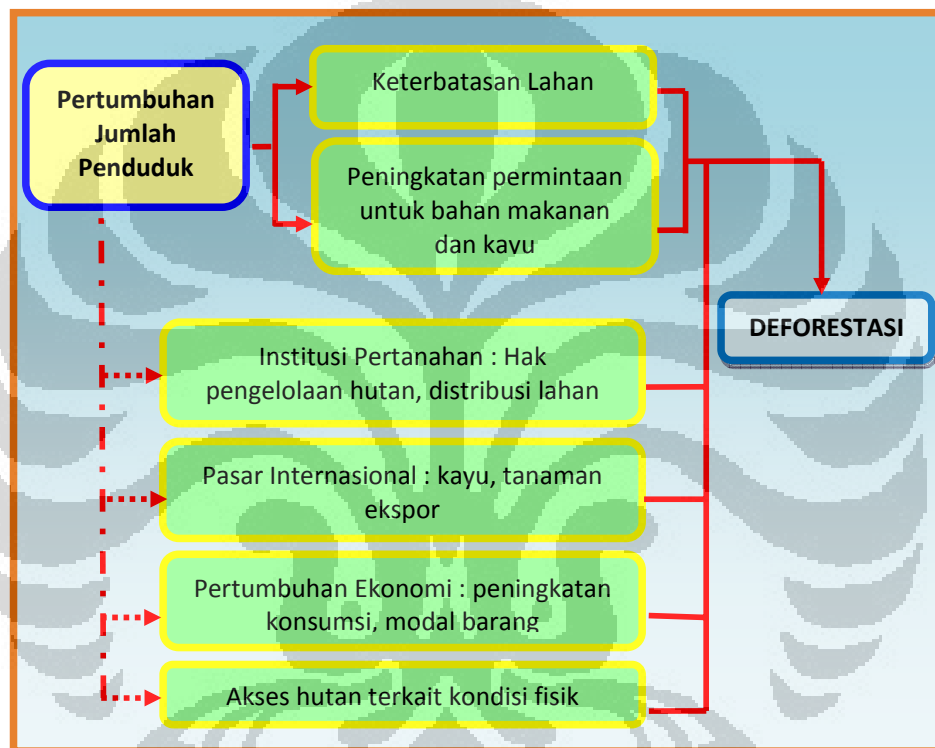 Pertumbuhan
Jumlah
Penduduk
Keterbatasan Lahan
Peningkatan permintaan
untuk bahan makanan
dan kayu
DEFORESTASI
Institusi Pertanahan : Hak
pengelolaan hutan, distribusi lahan
Pasar Internasional : kayu, tanaman
ekspor
Pertumbuhan Ekonomi : peningkatan
konsumsi, modal barang
Akses hutan terkait kondisi fisik